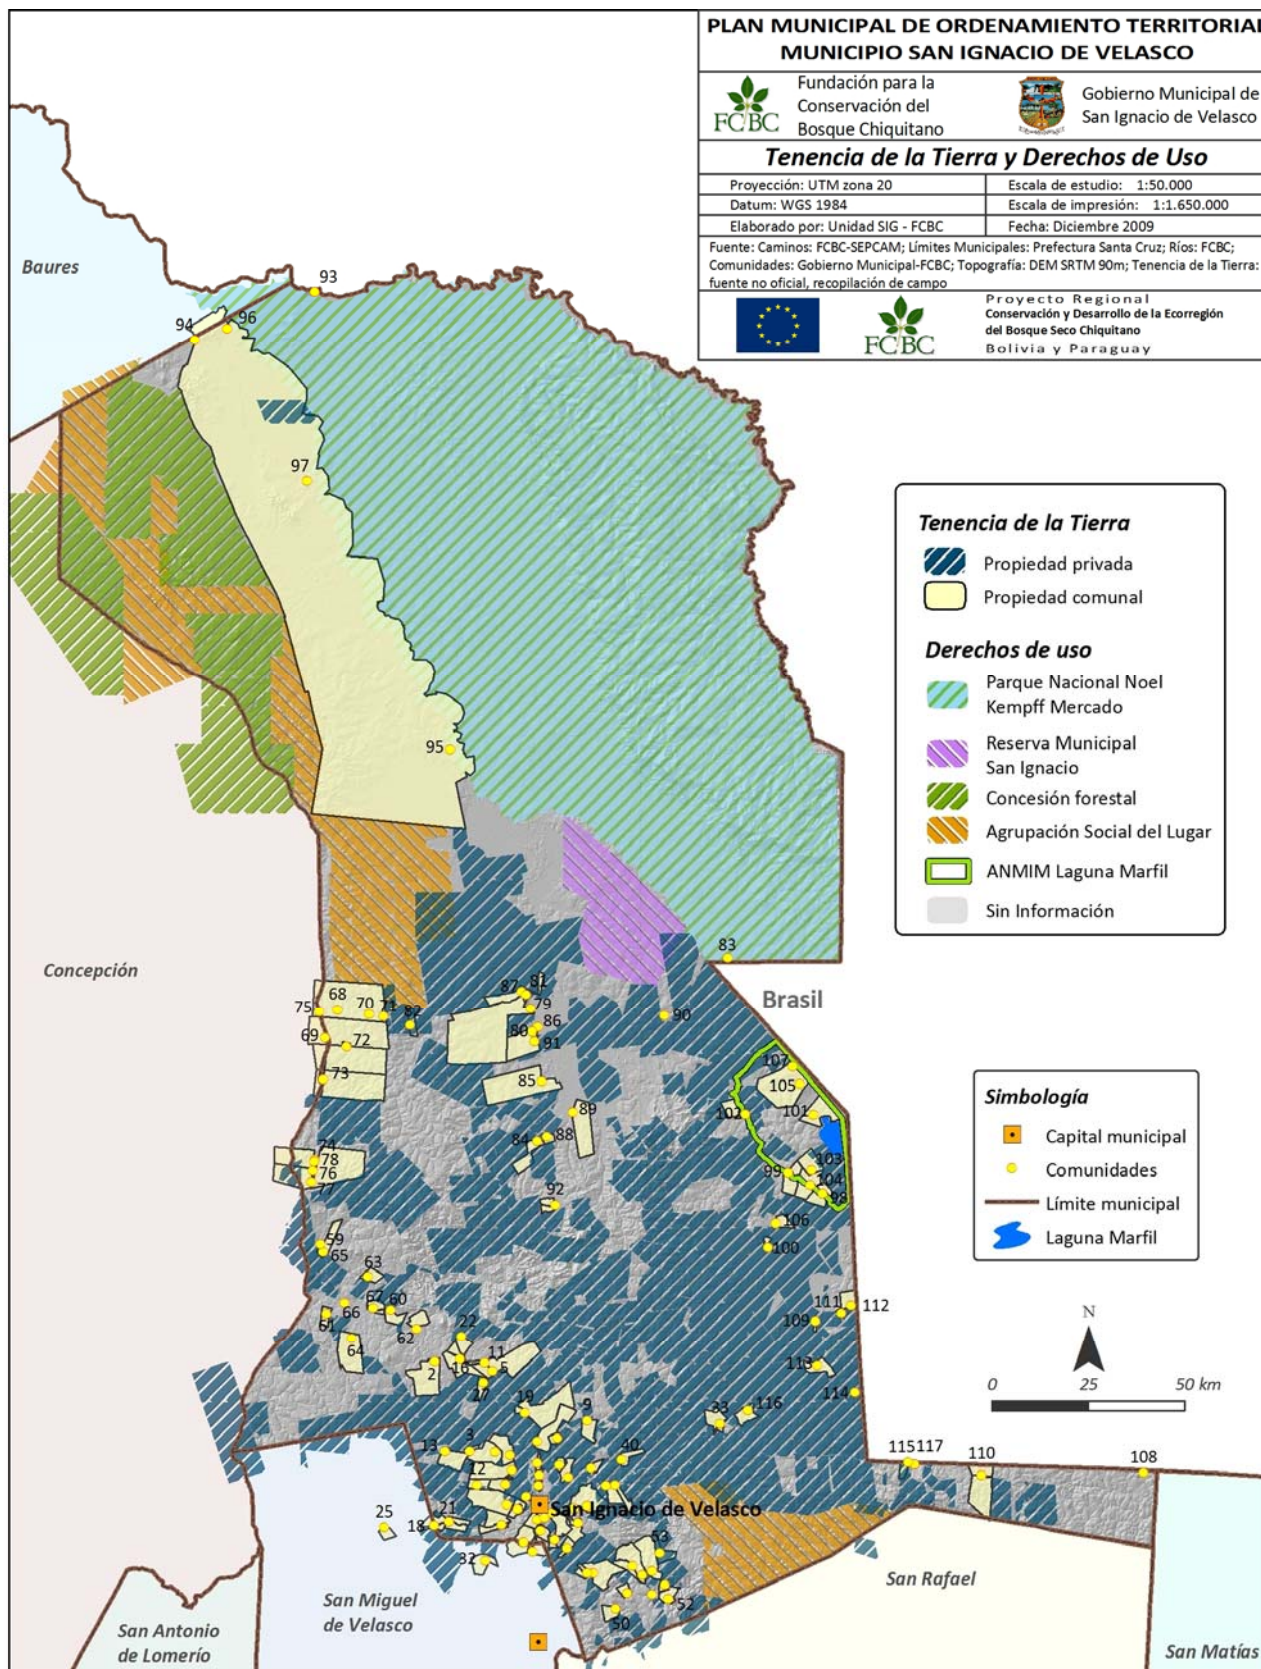 PLAN MUNICIPAL DE ORDENAMIENTO TERRITORIAL
MUNICIPIO SAN IGNACIO DE VELASCO
FCBC
Fundación para la
Conservación del
Bosque Chiquitano
Gobierno Municipal de
San Ignacio de Velasco
Tenencia de la Tierra y Derechos de Uso
Proyección: UTM zona 20
Escala de estudio: 1:50.000
Datum: WGS 1984
Escala de impresión: 1:1.650.000
Elaborado por: Unidad SIG - FCBC
Fecha: Diciembre 2009
Fuente: Caminos: FCBC-SEPCAM; Límites Municipales: Prefectura Santa Cruz; Ríos: FCBC;
Comunidades: Gobierno Municipal-FCBC; Topografía: DEM SRTM 90m; Tenencia de la Tierra:
fuente no oficial, recopilación de campo
FCBC
Proyecto Regional
Conservación y Desarrollo de la Ecorregión
del Bosque Seco Chiquitano
Bolivia y Paraguay
Baures
93
94
96
97
95
Tenencia de la Tierra
Propiedad privada
Propiedad comunal
Derechos de uso
Parque Nacional Noel
Kempff Mercado
Reserva Municipal
San Ignacio
Concesión forestal
Agrupación Social del Lugar
ANMIM Laguna Marfil
Sin Información
Concepción
83
Brasil
87
81
79
75
68
70
71
82
86
80
91
90
69
72
73
85
107
105
89
102
101
84
88
74
78
76
77
103
99
104
98
92
106
100
59
65
63
67
60
66
61
62
64
111
112
109
22
11
16
5
2
27
113
114
19
9
33
116
13
3
40
12
115
117
110
108
San Ignacio de Velasco
25
18
21
32
53
52
50
Simbología
Capital municipal
Comunidades
Límite municipal
Laguna Marfil
N
0 25 50 km
San Miguel
de Velasco
San Antonio
de Lomerío
San Rafael
San Matías